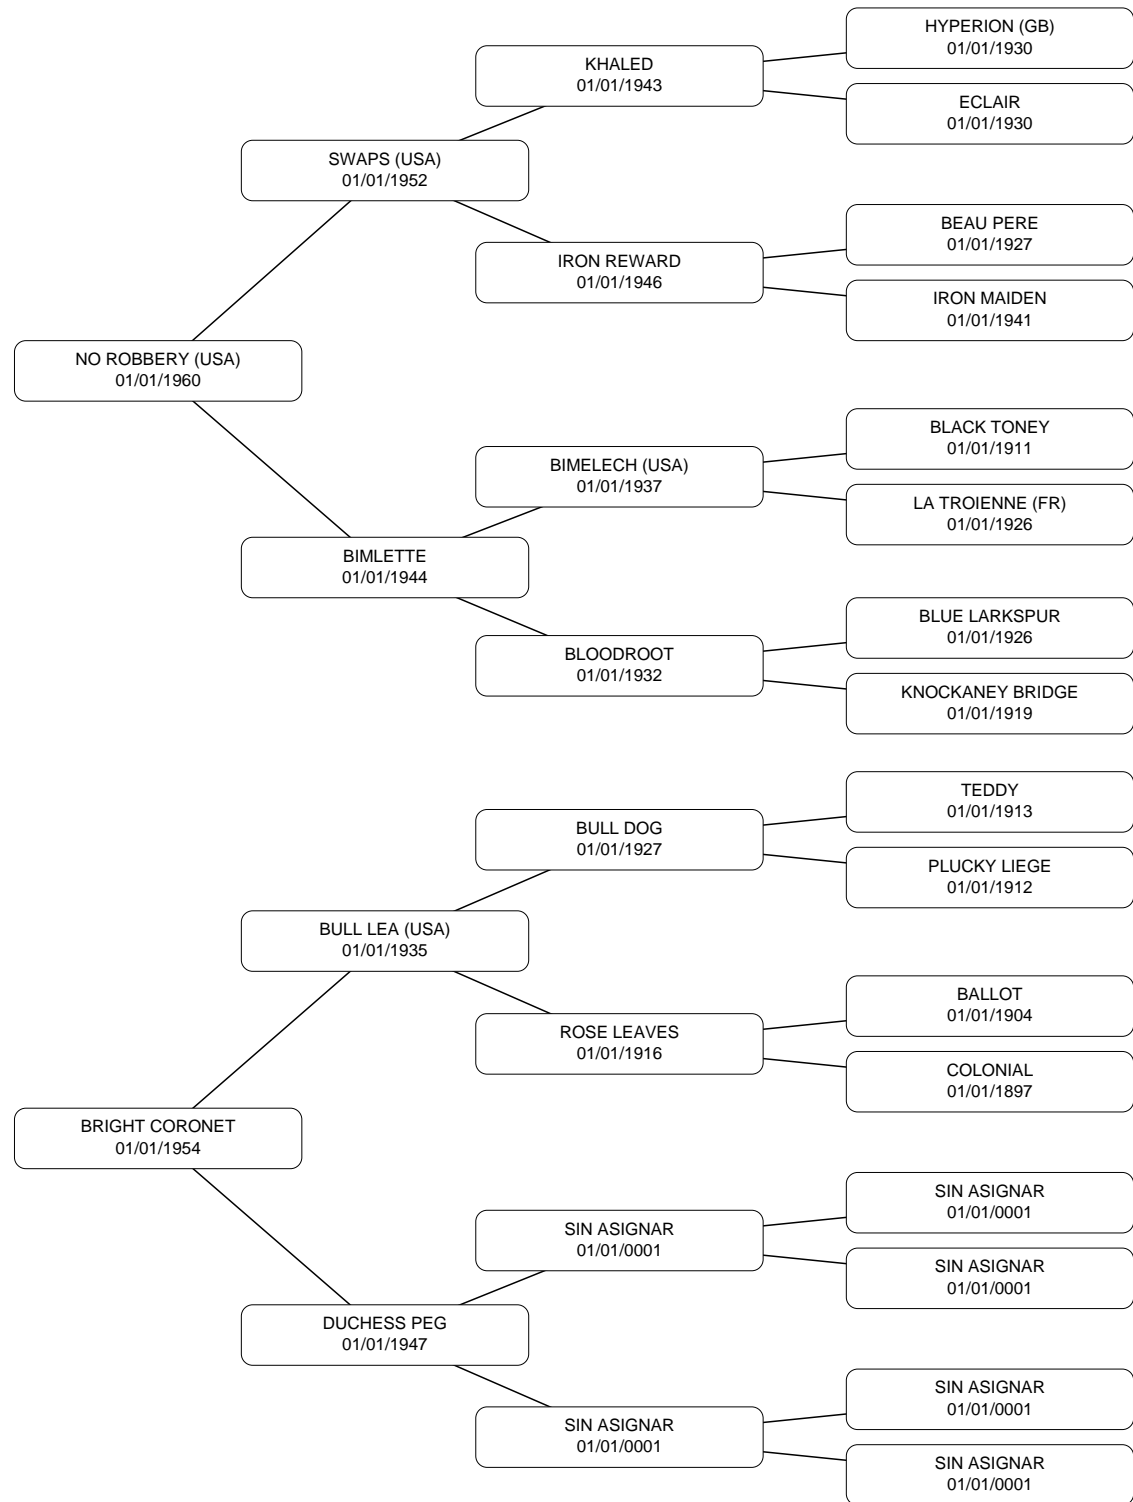 HYPERION (GB)
01/01/1930
KHALED
01/01/1943
ECLAIR
01/01/1930
SWAPS (USA)
01/01/1952
BEAU PERE
01/01/1927
IRON REWARD
01/01/1946
IRON MAIDEN
01/01/1941
NO ROBBERY (USA)
01/01/1960
BLACK TONEY
01/01/1911
BIMELECH (USA)
01/01/1937
LA TROIENNE (FR)
01/01/1926
BIMLETTE
01/01/1944
BLUE LARKSPUR
01/01/1926
BLOODROOT
01/01/1932
KNOCKANEY BRIDGE
01/01/1919
TEDDY
01/01/1913
BULL DOG
01/01/1927
PLUCKY LIEGE
01/01/1912
BULL LEA (USA)
01/01/1935
BALLOT
01/01/1904
ROSE LEAVES
01/01/1916
COLONIAL
01/01/1897
BRIGHT CORONET
01/01/1954
SIN ASIGNAR
01/01/0001
SIN ASIGNAR
01/01/0001
SIN ASIGNAR
01/01/0001
DUCHESS PEG
01/01/1947
SIN ASIGNAR
01/01/0001
SIN ASIGNAR
01/01/0001
SIN ASIGNAR
01/01/0001